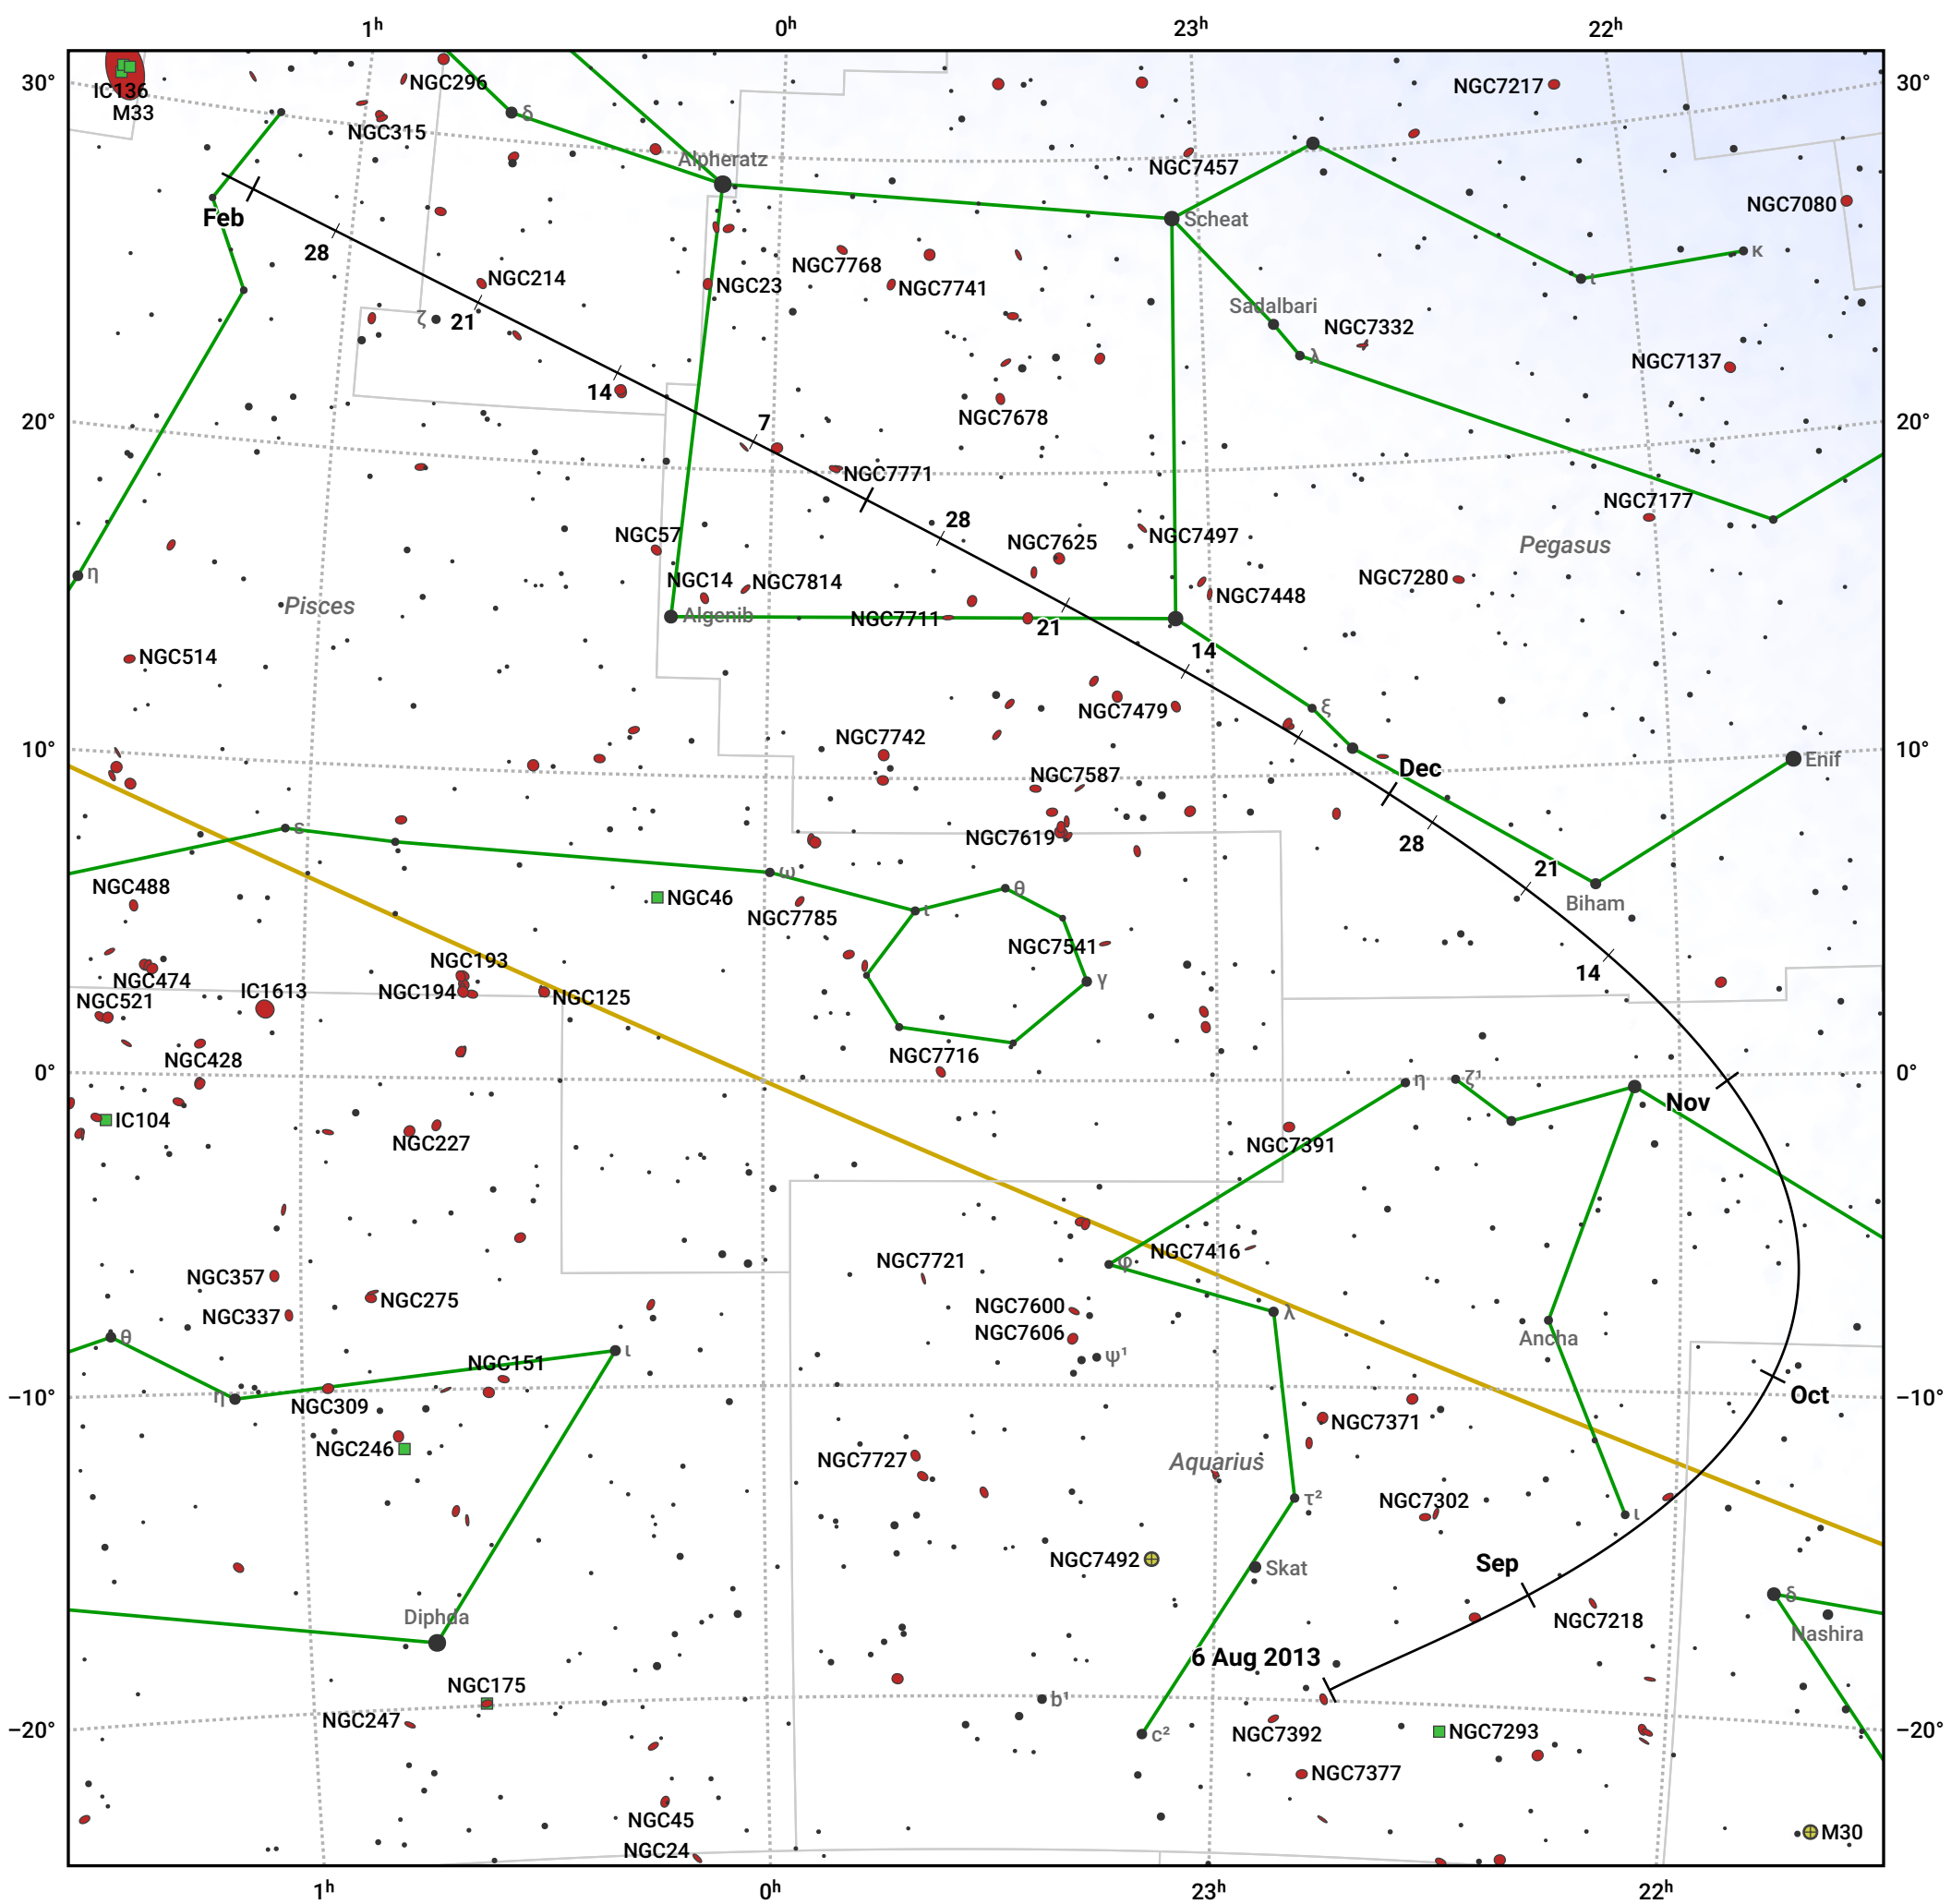 1ʰ 0ʰ 23ʰ 22ʰ
30° IC136 NGC296 NGC7217 30°
M33 δ
NGC315
Alpheratz NGC7457
NGC7080
Feb Scheat
28 κ
NGC214 NGC23 NGC7768 NGC7741 ι
ζ 21 Sadalbari
NGC7332
λ NGC7137
14
20° 7 NGC7678 20°
NGC7771
NGC7177
28
NGC57 NGC7625 NGC7497 Pegasus
η NGC14 NGC7814 NGC7280
Pisces NGC7448
Algenib NGC7711
21
NGC514 14
NGC7479 ξ
10° NGC7742 10°
Enif
NGC7587 Dec
ε NGC7619
28
ω 21
NGC488 NGC46 θ
NGC7785 ι Biham
NGC7541
NGC193 14
NGC474 NGC194 γ
NGC521 IC1613 NGC125
NGC428 NGC7716
0° η ζ¹ 0°
Nov
IC104
NGC227 NGC7391
NGC7721 φ NGC7416
NGC357
NGC275 NGC7600
NGC337 λ
θ NGC7606 Ancha
ι ψ¹
NGC151
−10° η Oct −10°
NGC309
NGC246 NGC7371
NGC7727 Aquarius
τ² NGC7302
ι
NGC7492 Skat Sep
δ
Diphda NGC7218
Nashira
6 Aug 2013
NGC175 b¹
NGC247
−20° c² NGC7392 NGC7293 −20°
NGC7377
NGC45
M30
NGC24
1ʰ 0ʰ 23ʰ 22ʰ